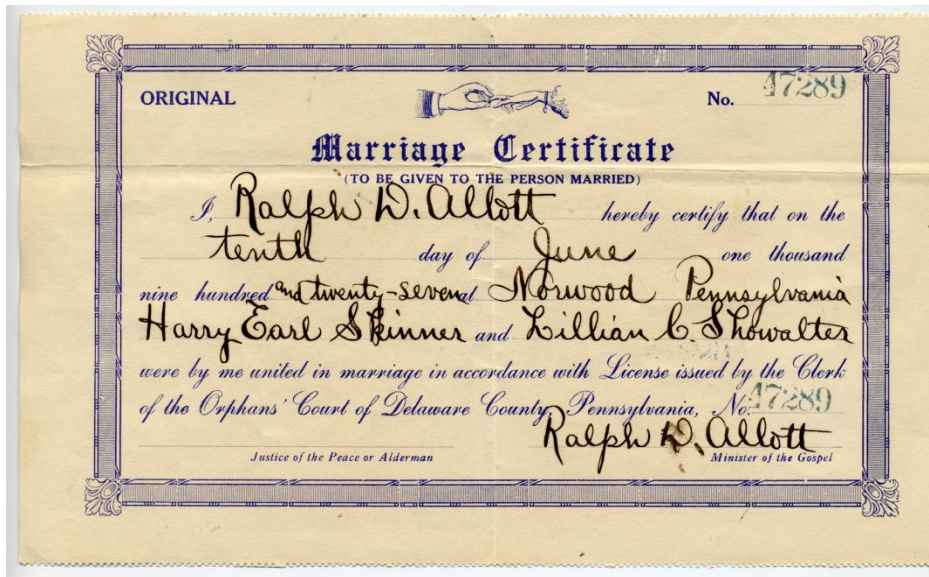 ORIGINAL
No. 47289
Marriage Certificate
(TO BE GIVEN TO THE PERSON MARRIED)
I, Ralph D. Allott hereby certify that on the
tenth day of June one thousand
nine hundred and twenty-seven at Norwood Pennsylvania
Harry Earl Skinner and Lillian C. Showalter
were by me united in marriage in accordance with License issued by the Clerk
of the Orphans' Court of Delaware County, Pennsylvania, No. 47289
Ralph D. Allott
Justice of the Peace or Alderman
Minister of the Gospel